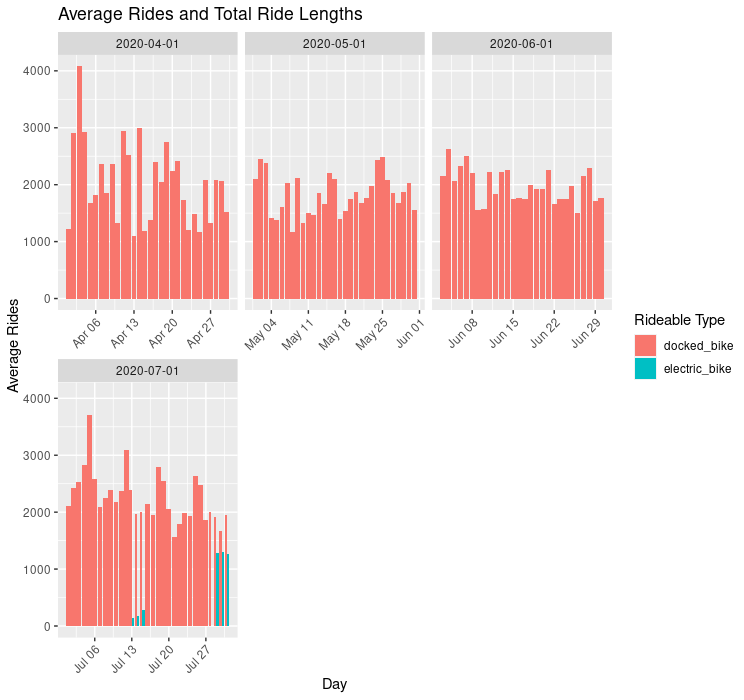 Average Rides and Total Ride Lengths
2020-04-01
2020-05-01
2020-06-01
4000
3000
2000
1000
0
Apr 06
Apr 13
Apr 20
Apr 27
May 04
May 11
May 18
May 25
Jun 01
Jun 08
Jun 15
Jun 22
Jun 29
Average Rides
Rideable Type
docked_bike
electric_bike
2020-07-01
4000
3000
2000
1000
0
Jul 06
Jul 13
Jul 20
Jul 27
Day